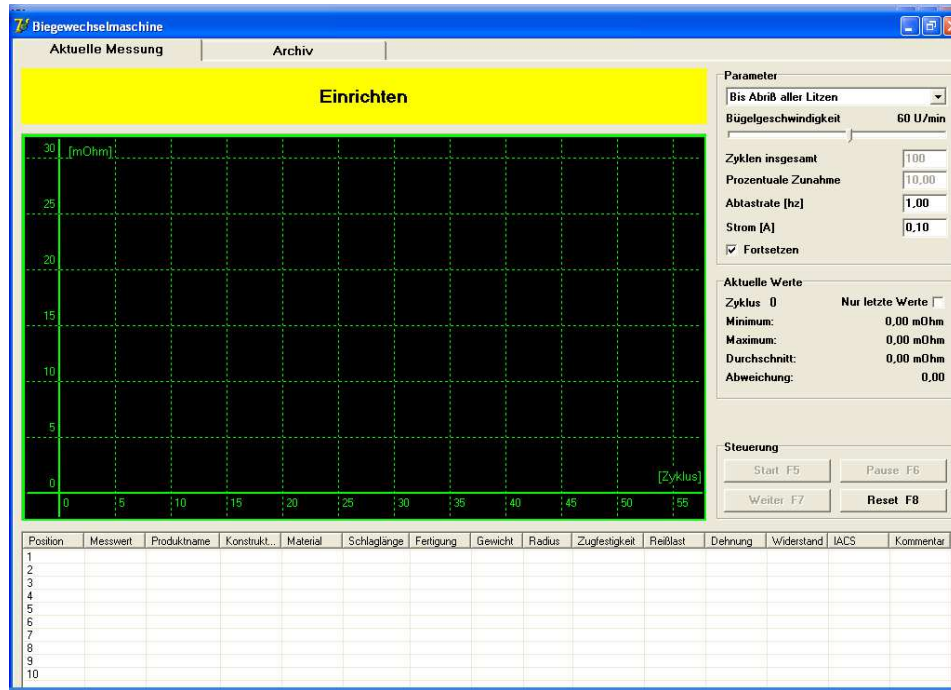 Biegewechselmaschine
Aktuelle Messung Archiv
Einrichten
30 [mOhm]
25
20
15
10
5
0 [Zyklus]
0 5 10 15 20 25 30 35 40 45 50 55
Parameter
Bis Abriß aller Litzen
Bügelgeschwindigkeit 60 U/min
Zyklen insgesamt 100
Prozentuale Zunahme 10,00
Abtastrate [hz] 1,00
Strom [A] 0,10
Fortsetzen
Aktuelle Werte
Zyklus 0 Nur letzte Werte
Minimum: 0,00 mOhm
Maximum: 0,00 mOhm
Durchschnitt: 0,00 mOhm
Abweichung: 0,00
Steuerung
Start F5 Pause F6
Weiter F7 Reset F8
Position Messwert Produktname Konstrukt... Material Schlaglänge Fertigung Gewicht Radius Zugfestigkeit Reißlast Dehnung Widerstand IACS Kommentar
1
2
3
4
5
6
7
8
9
10